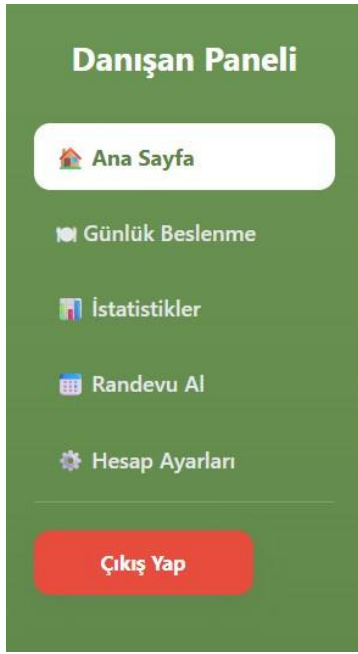 Danışan Paneli
Ana Sayfa
Günlük Beslenme
İstatistikler
Randevu Al
Hesap Ayarları
Çıkış Yap